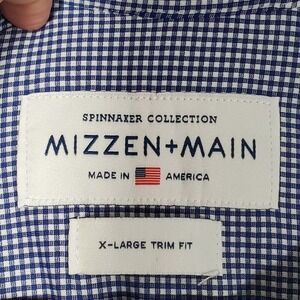 SPINNAKER COLLECTION
MIZZEN+MAIN
MADE IN AMERICA
X-LARGE TRIM FIT